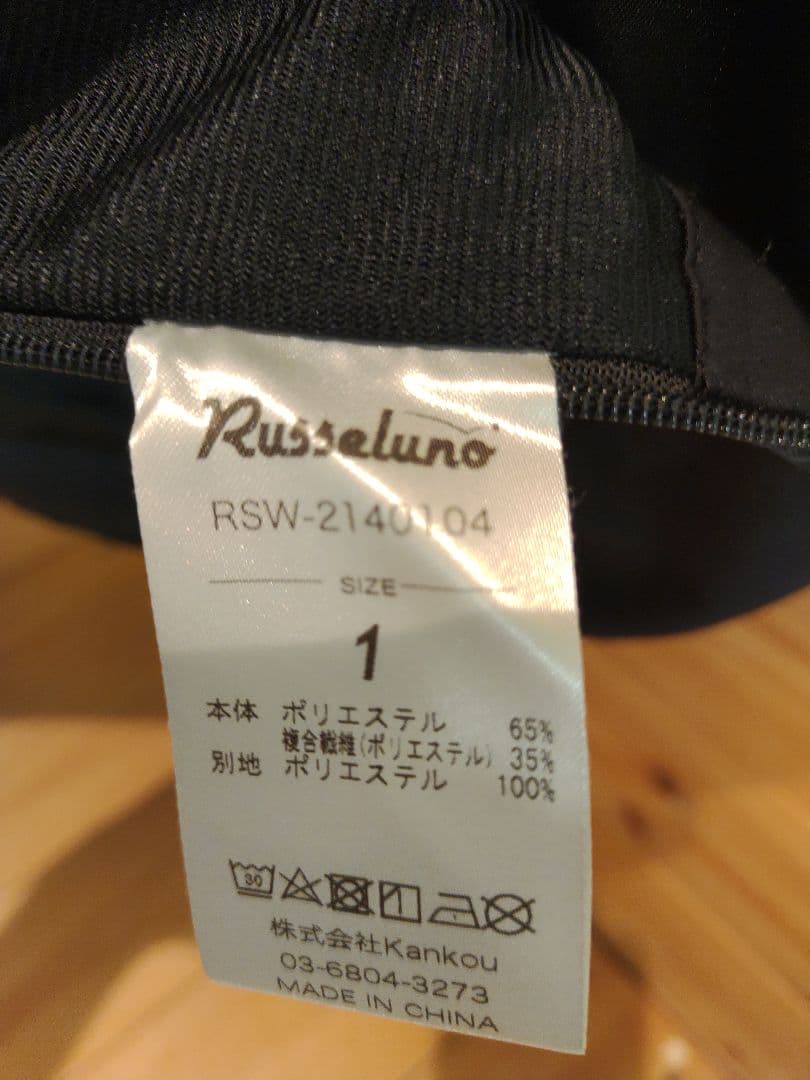 Russeluno
RSW-2140104
SIZE
1
本体 ポリエステル 65%
複合繊維(ポリエステル) 35%
別地 ポリエステル 100%
30
株式会社Kankou
03-6804-3273
MADE IN CHINA